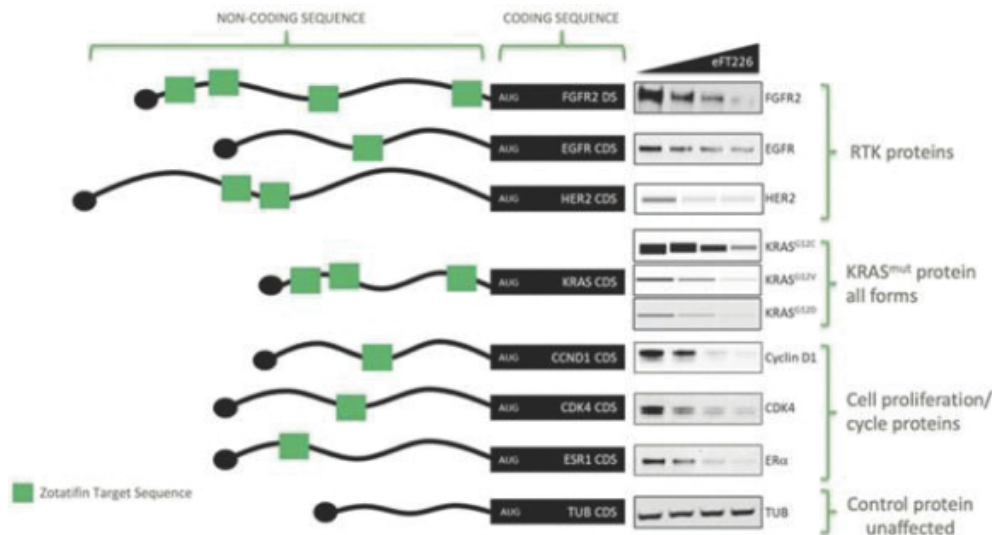 NON-CODING SEQUENCE
CODING SEQUENCE
eFT226
AUG FGFR2 DS
FGFR2
AUG EGFR CDS
EGFR
RTK proteins
AUG HER2 CDS
HER2
KRASG12C
AUG KRAS CDS
KRASG12V
KRASmut protein
all forms
KRASG12D
AUG CCND1 CDS
Cyclin D1
AUG CDK4 CDS
CDK4
Cell proliferation/
cycle proteins
AUG ESR1 CDS
ERα
Zotatifin Target Sequence
AUG TUB CDS
TUB
Control protein
unaffected